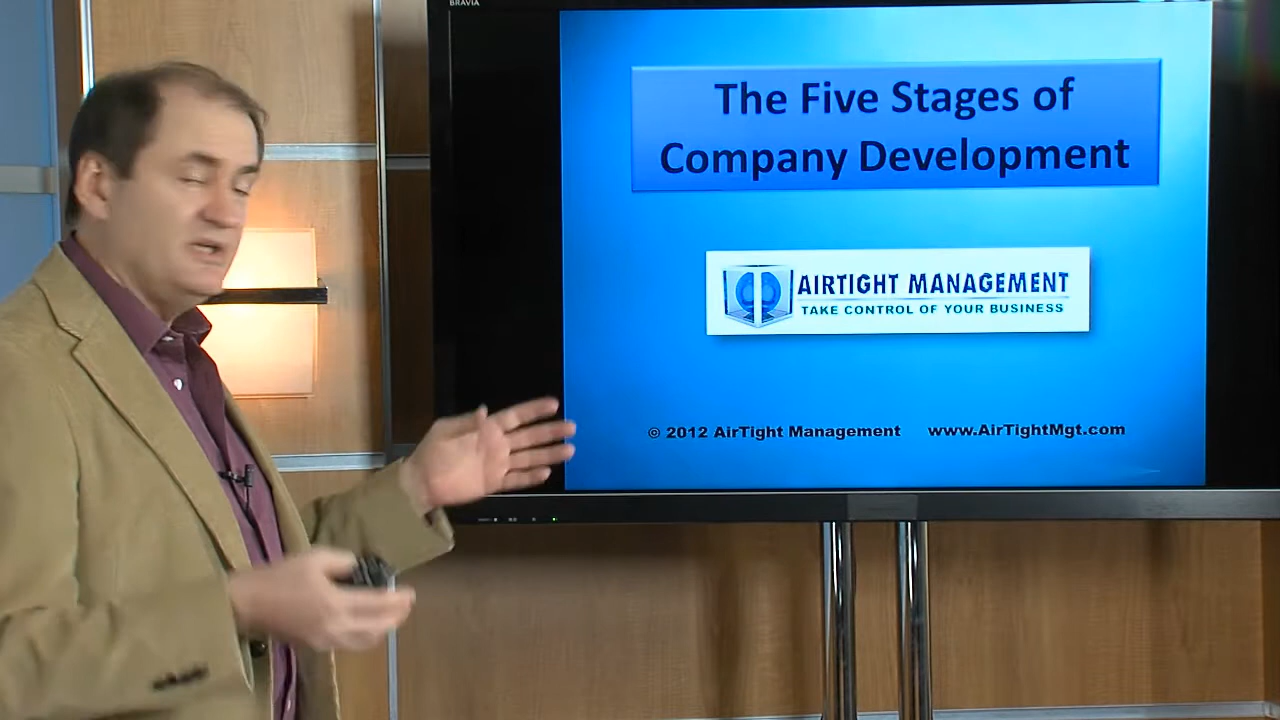 BRAVIA
The Five Stages of
Company Development
AIRTIGHT MANAGEMENT
TAKE CONTROL OF YOUR BUSINESS
© 2012 AirTight Management www.AirTightMgt.com